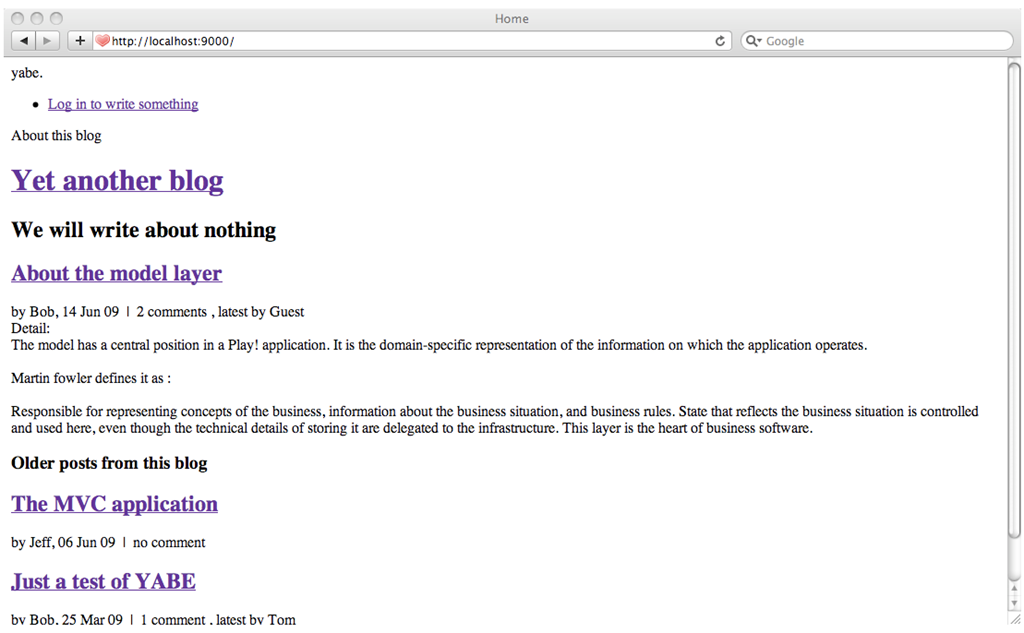 Home
http://localhost:9000/
Google
yabe.
Log in to write something
About this blog
Yet another blog
We will write about nothing
About the model layer
by Bob, 14 Jun 09 | 2 comments , latest by Guest
Detail:
The model has a central position in a Play! application. It is the domain-specific representation of the information on which the application operates.
Martin fowler defines it as :
Responsible for representing concepts of the business, information about the business situation, and business rules. State that reflects the business situation is controlled
and used here, even though the technical details of storing it are delegated to the infrastructure. This layer is the heart of business software.
Older posts from this blog
The MVC application
by Jeff, 06 Jun 09 | no comment
Just a test of YABE
by Bob, 25 Mar 09 | 1 comment , latest by Tom